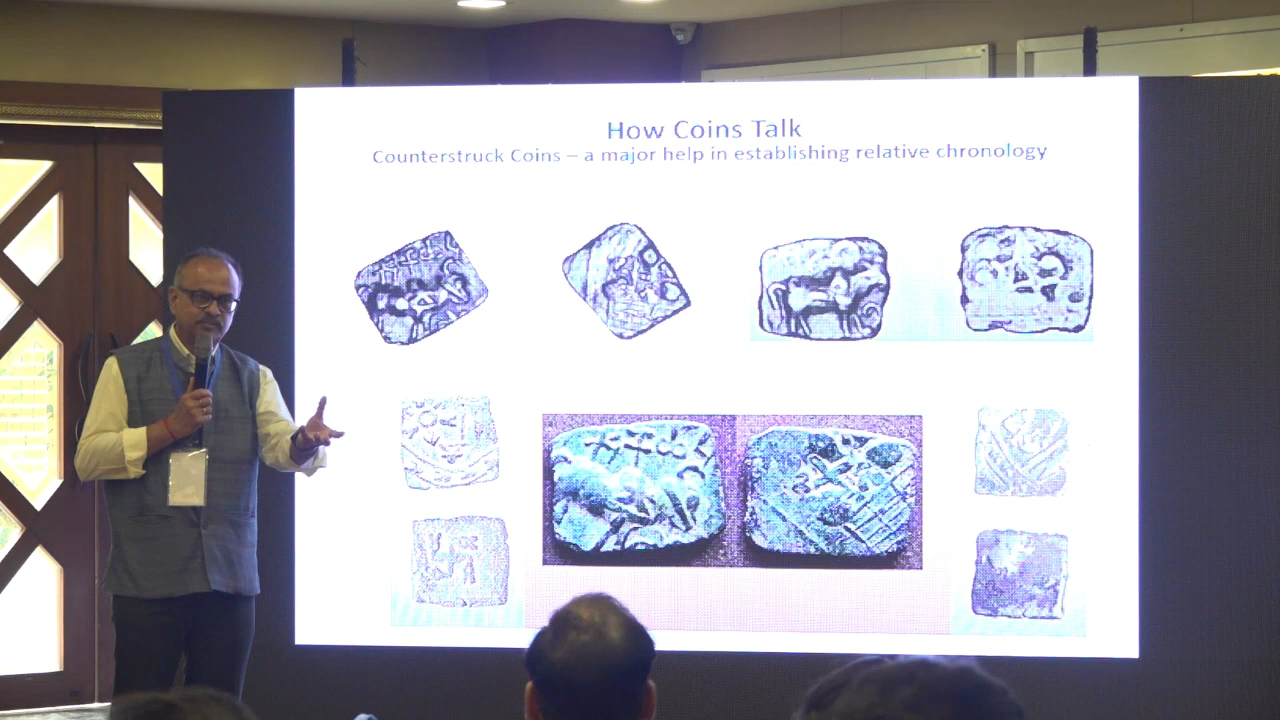 How Coins Talk
Counterstruck Coins – a major help in establishing relative chronology